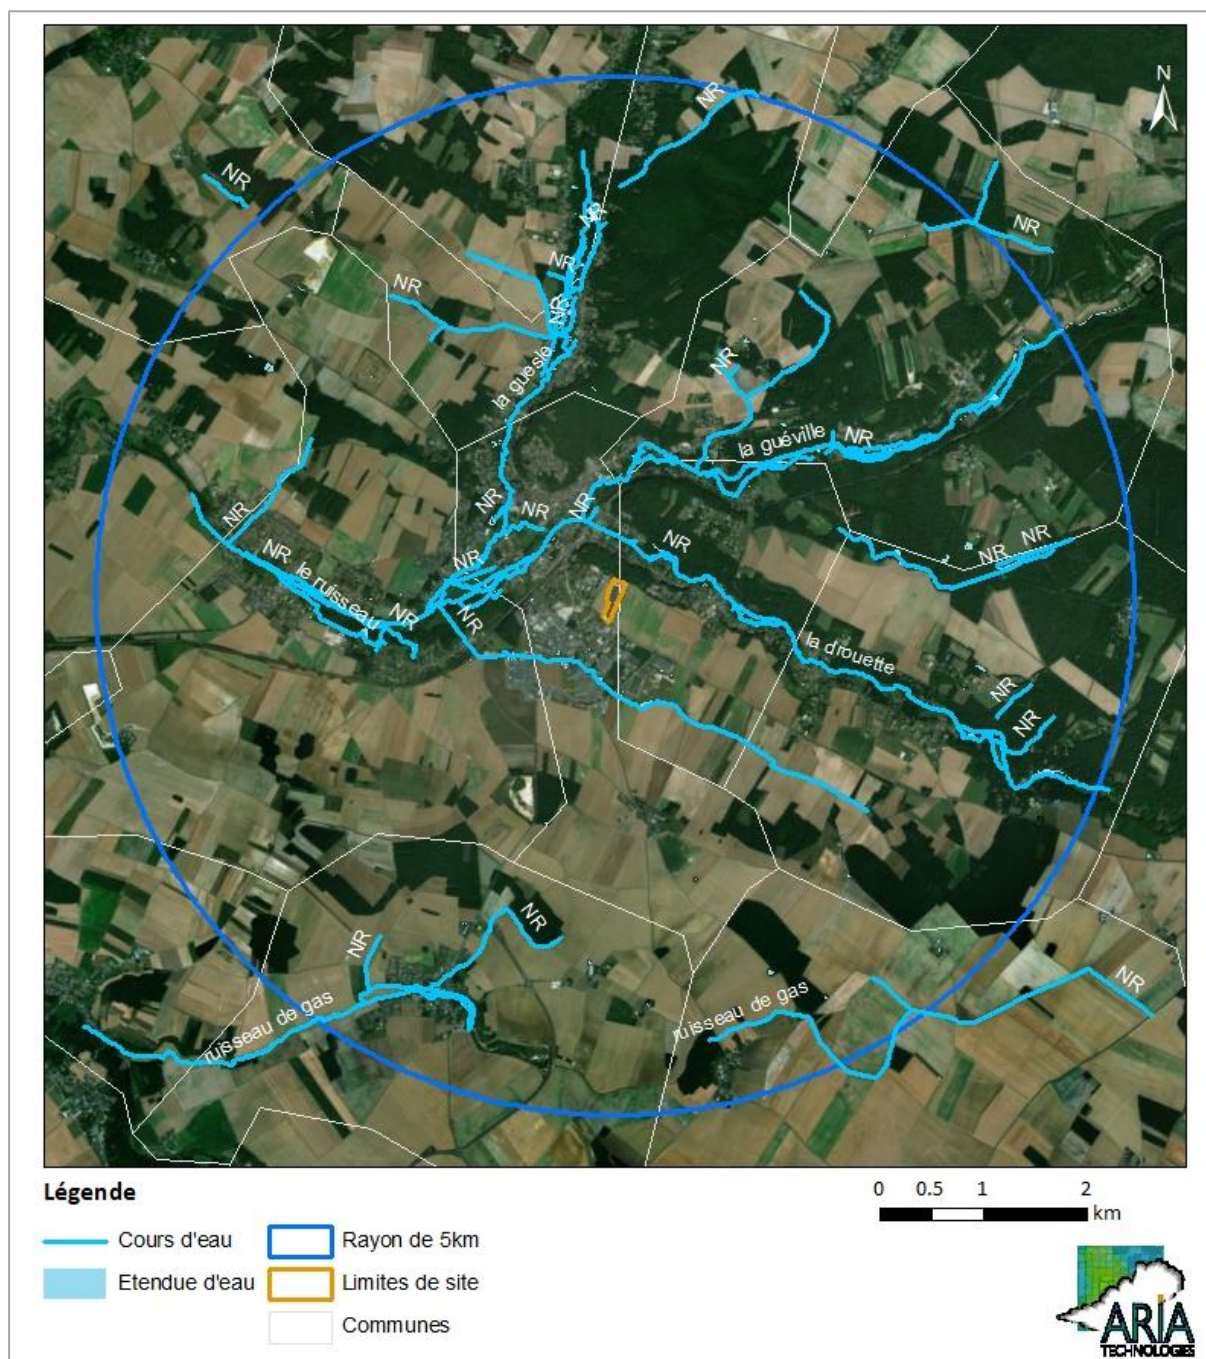 N
NR
NR
NR
NR
NR
NR
NR
NR
la guesle
la guéville
NR
NR
NR
NR
NR
NR
NR
NR
NR
NR
NR
le ruisseau
NR
NR
la drouette
NR
NR
NR
NR
NR
ruisseau de gas
ruisseau de gas
Légende
0 0.5 1 2
km
Cours d'eau
Rayon de 5km
Etendue d'eau
Limites de site
Communes
ARIA
TECHNOLOGIES